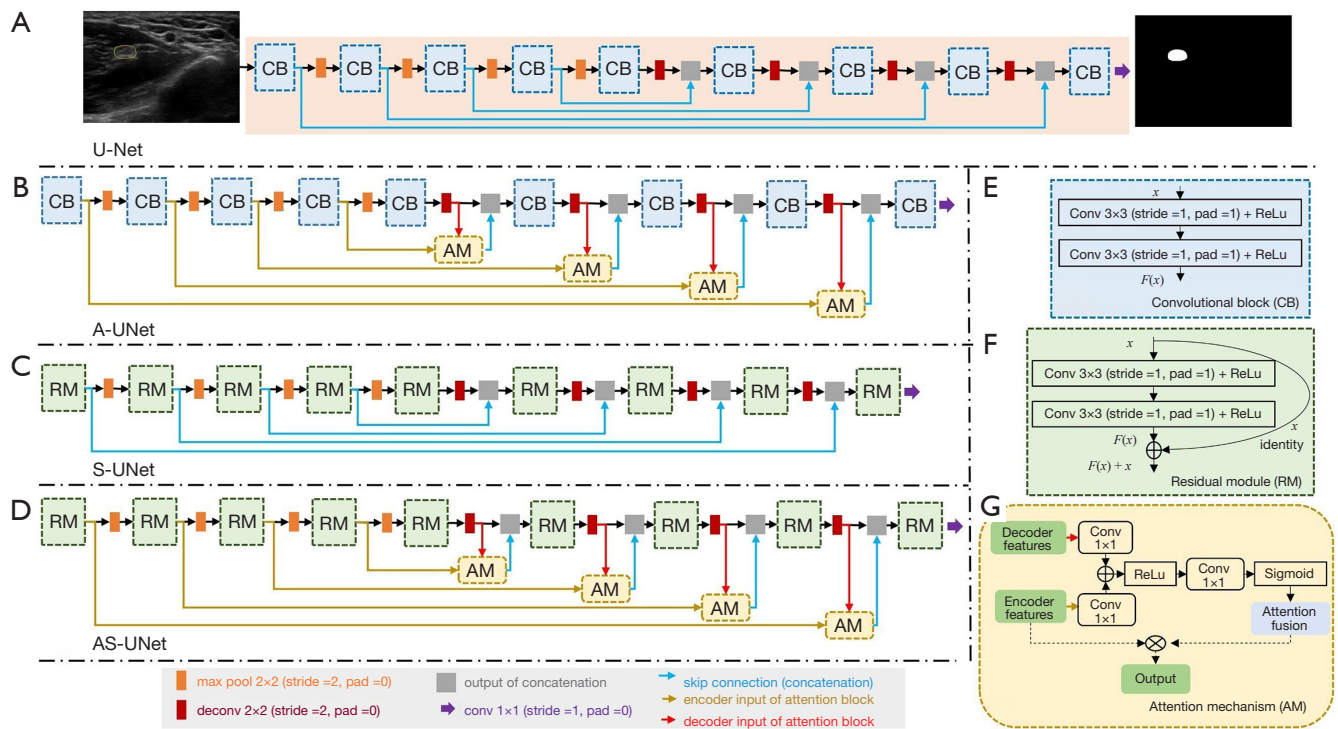 A
CB CB CB CB CB CB CB CB CB
U-Net
B
CB CB CB CB CB CB CB CB CB
AM
AM
AM
AM
A-UNet
C
RM RM RM RM RM RM RM RM RM
S-UNet
D
RM RM RM RM RM RM RM RM RM
AM
AM
AM
AM
AS-UNet
E
x
Conv 3×3 (stride =1, pad =1) + ReLu
Conv 3×3 (stride =1, pad =1) + ReLu
F(x)
Convolutional block (CB)
F
x
Conv 3×3 (stride =1, pad =1) + ReLu
Conv 3×3 (stride =1, pad =1) + ReLu
F(x)
x
identity
F(x) + x
Residual module (RM)
G
Decoder
features
Conv
1×1
ReLu
Conv
1×1
Sigmoid
Encoder
features
Conv
1×1
Attention
fusion
Output
Attention mechanism (AM)
max pool 2×2 (stride =2, pad =0)
output of concatenation
skip connection (concatenation)
encoder input of attention block
deconv 2×2 (stride =2, pad =0)
conv 1×1 (stride =1, pad =0)
decoder input of attention block